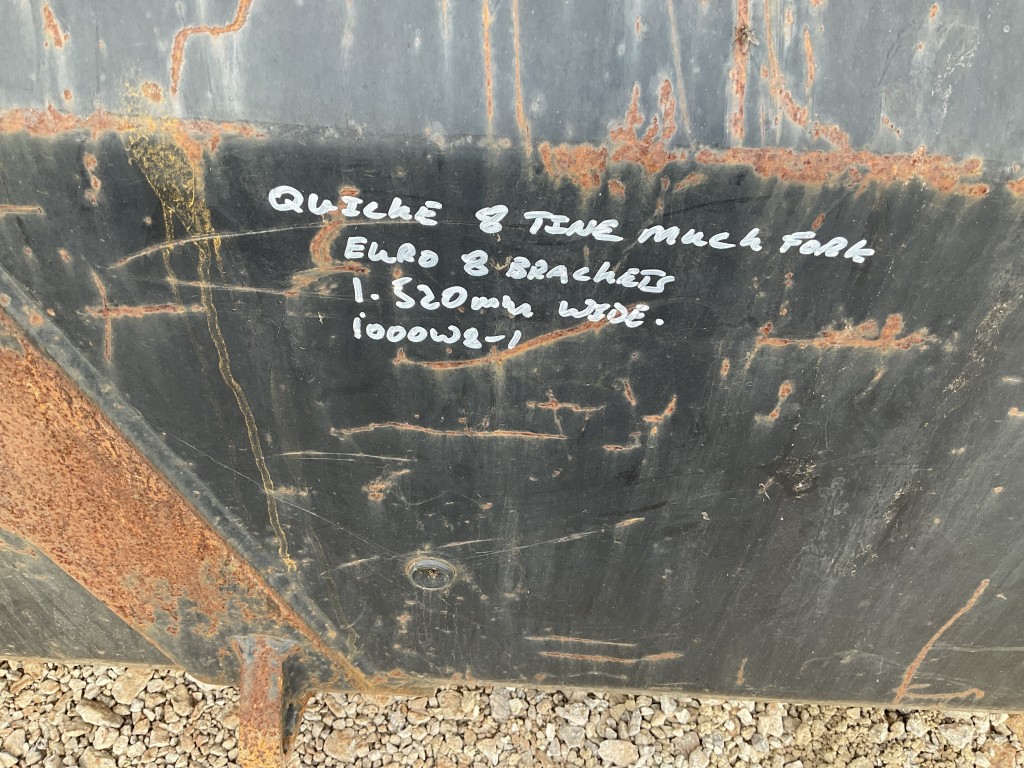 QUICKE 8 TINE MUCK FORK
EURO 8 BRACKETS
1.520mm WIDE.
1000W8-1